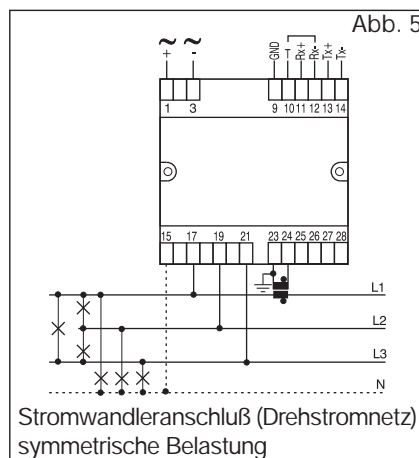 Abb. 5
~ ~
+ -
GND T Rx+ Rx- Tx+ Tx-
1 3 9 10 11 12 13 14
15 17 19 21 23 24 25 26 27 28
L1
L2
L3
N
Stromwandleranschluß (Drehstromnetz)
symmetrische Belastung